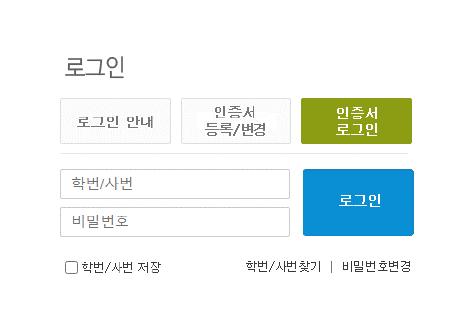 로그인
로그인 안내
인증서
등록/변경
인증서
로그인
학번/사번
비밀번호
로그인
학번/사번 저장
학번/사번찾기 | 비밀번호변경